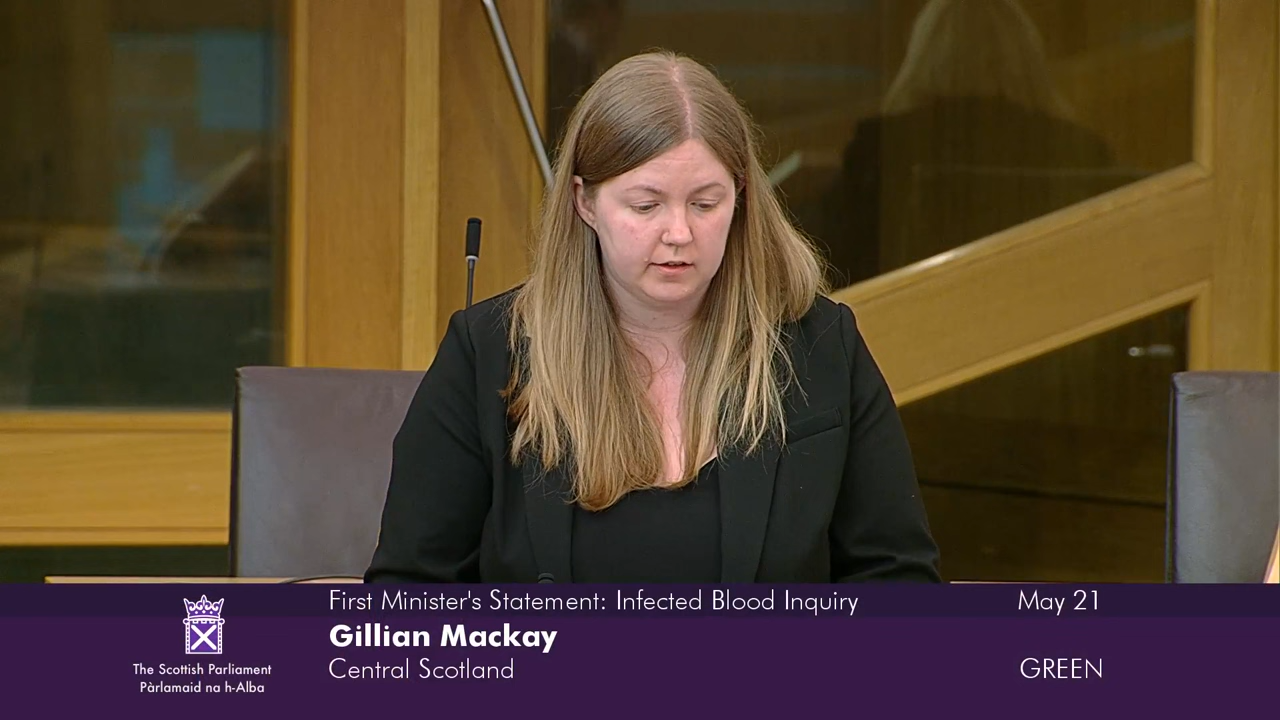 First Minister's Statement: Infected Blood Inquiry May 21
Gillian Mackay
Central Scotland GREEN
The Scottish Parliament
Pàrlamaid na h-Alba